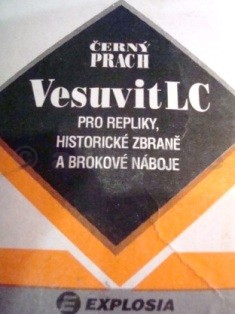 ČERNÝ
PRACH
Vesuvit LC
PRO REPLIKY,
HISTORICKÉ ZBRANĚ
A BROKOVÉ NÁBOJE
EXPLOSIA